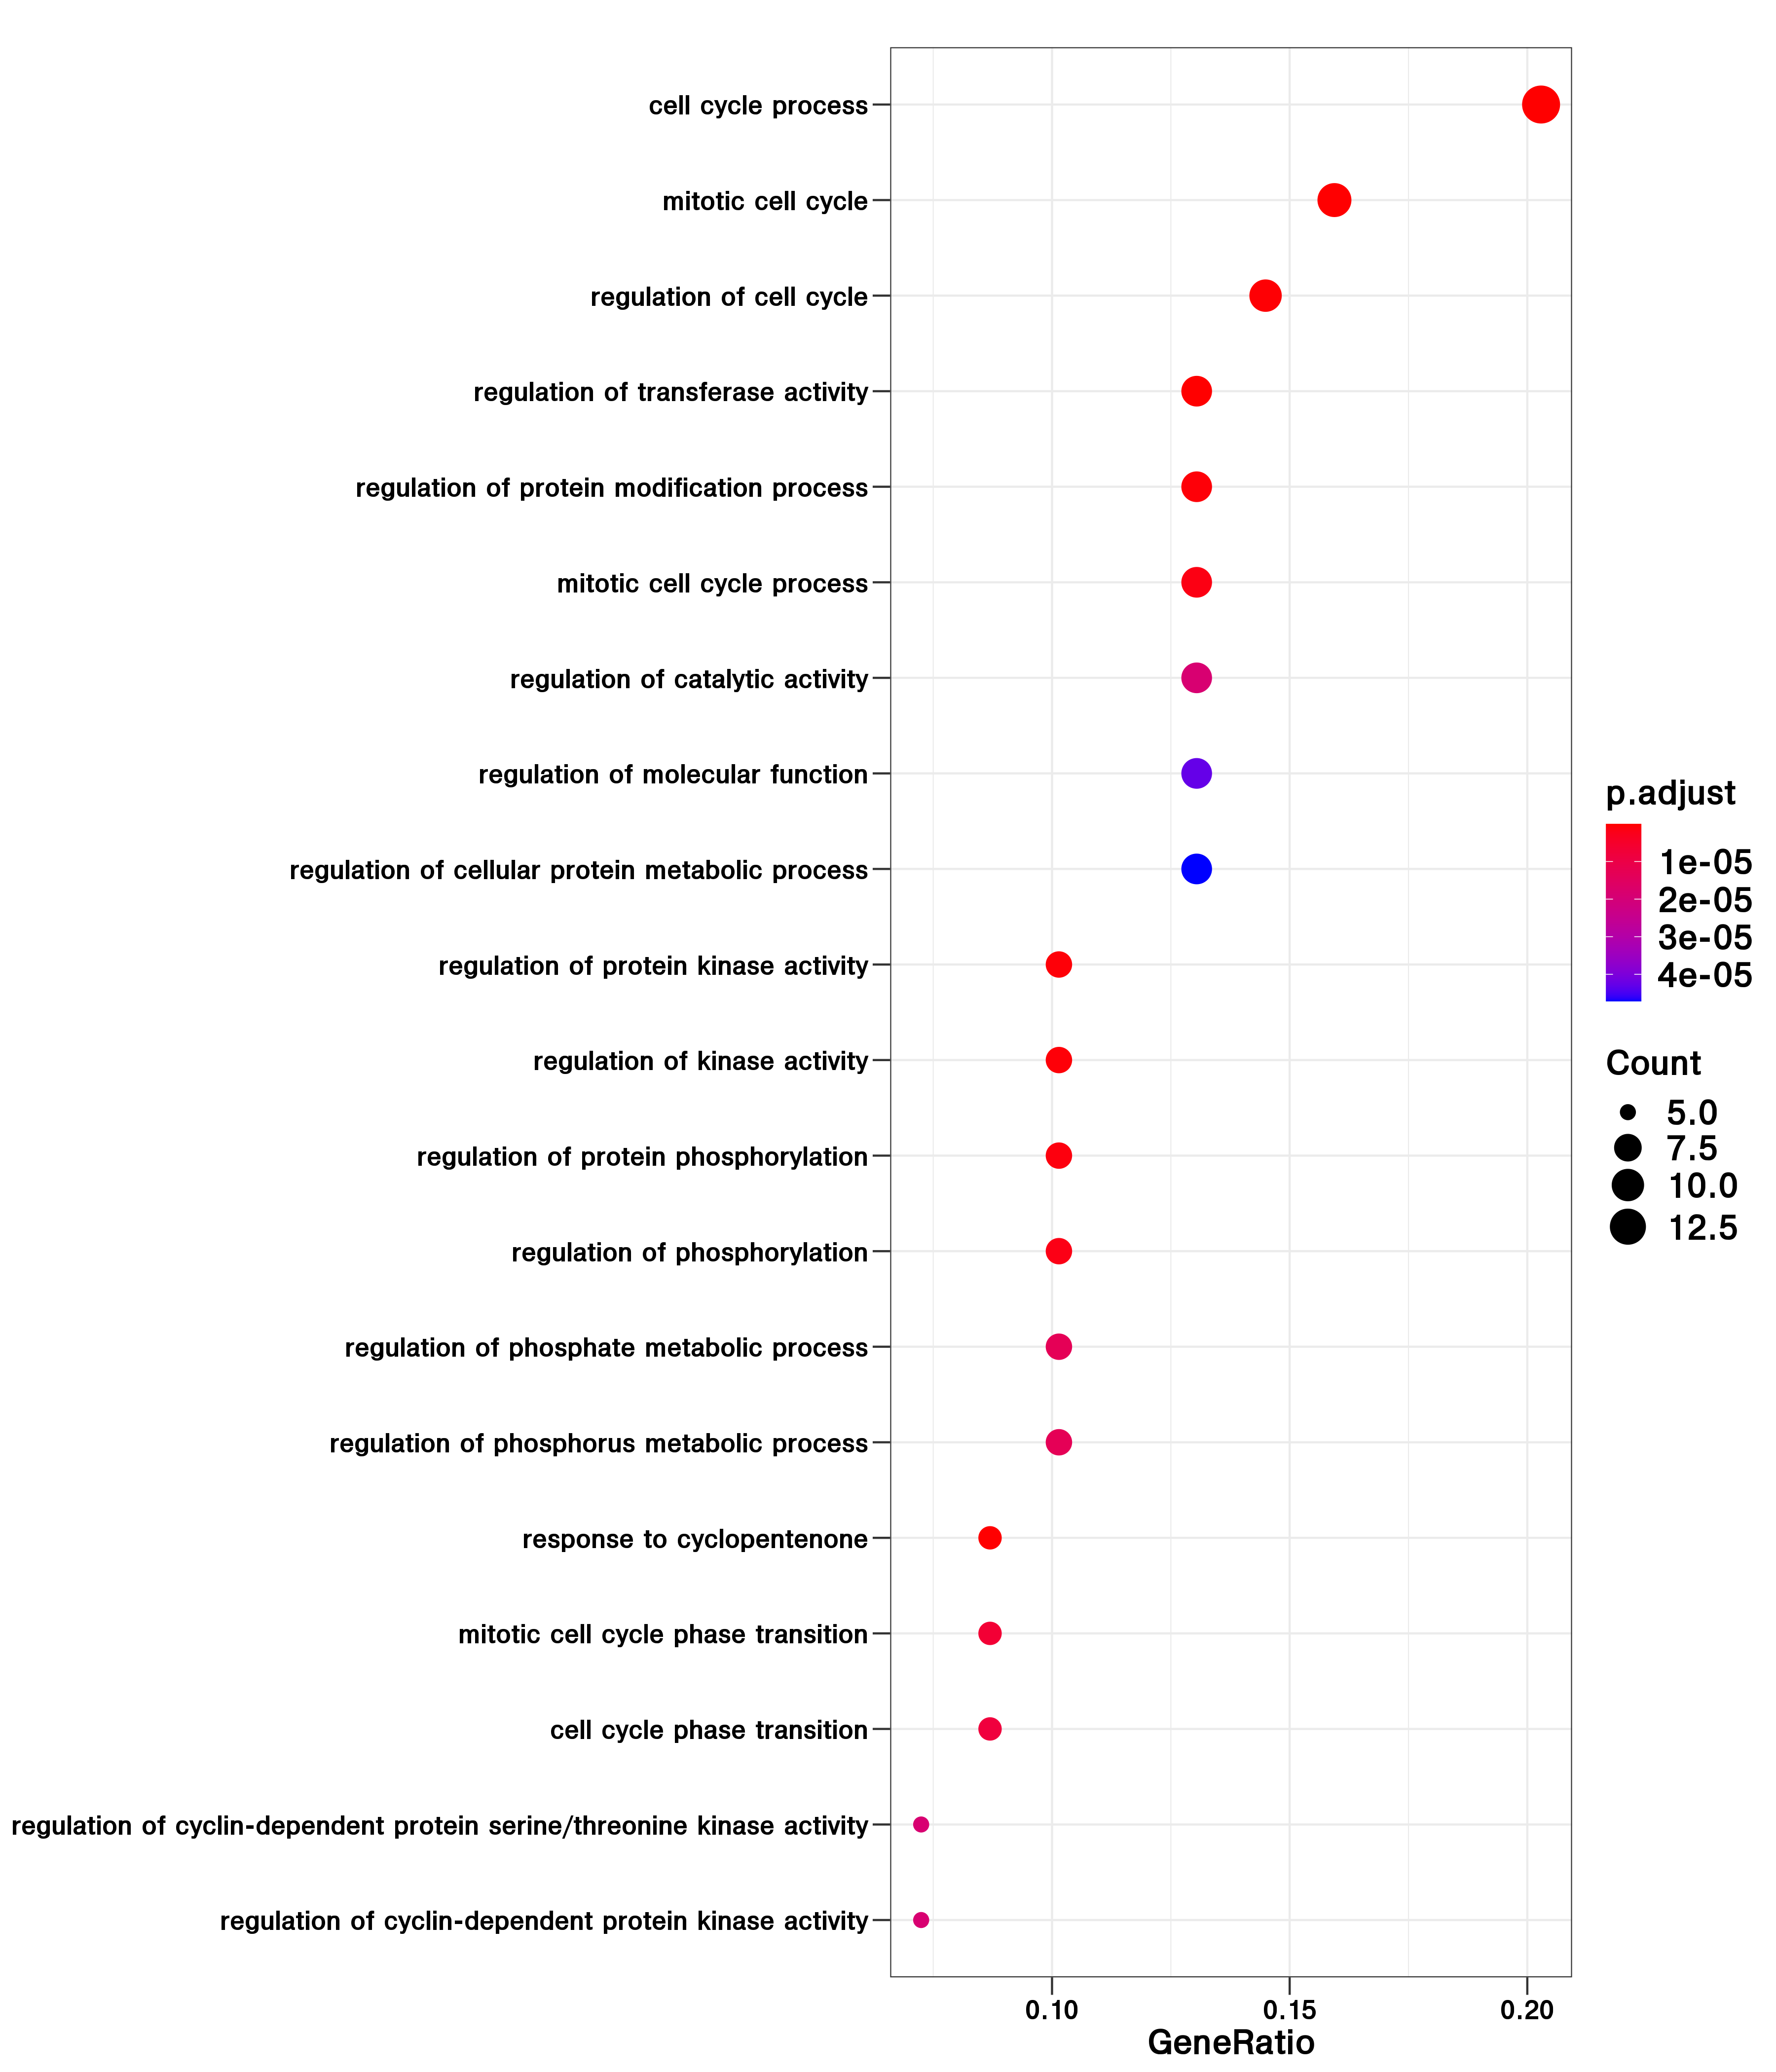 cell cycle process
mitotic cell cycle
regulation of cell cycle
regulation of transferase activity
regulation of protein modification process
mitotic cell cycle process
regulation of catalytic activity
regulation of molecular function
regulation of cellular protein metabolic process
regulation of protein kinase activity
regulation of kinase activity
regulation of protein phosphorylation
regulation of phosphorylation
regulation of phosphate metabolic process
regulation of phosphorus metabolic process
response to cyclopentenone
mitotic cell cycle phase transition
cell cycle phase transition
regulation of cyclin-dependent protein serine/threonine kinase activity
regulation of cyclin-dependent protein kinase activity
0.10 0.15 0.20
GeneRatio
p.adjust
1e-05
2e-05
3e-05
4e-05
Count
5.0
7.5
10.0
12.5